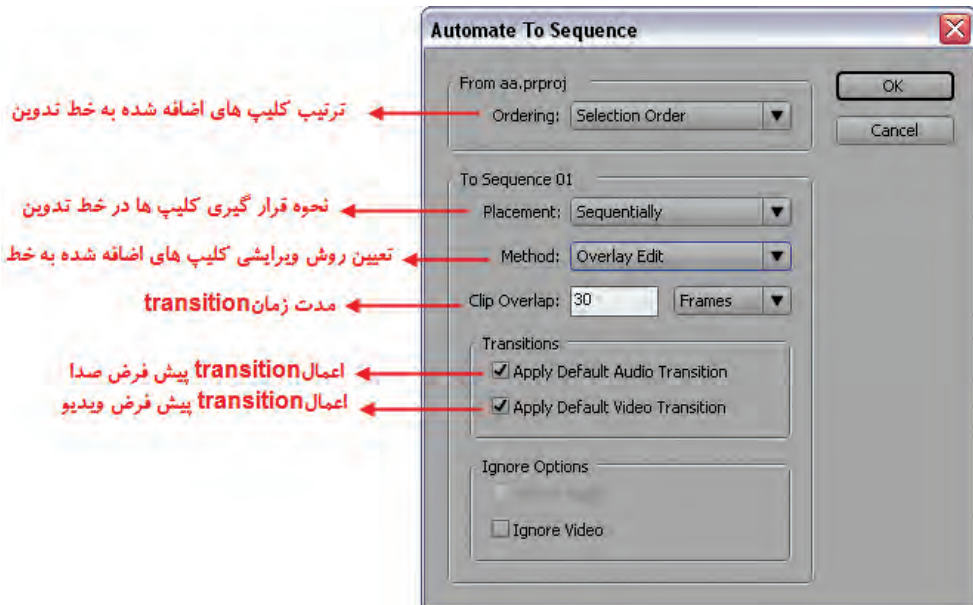 Automate To Sequence
From aa.prproj
OK
ترتیب کلیپ های اضافه شده به خط تدوین
Ordering: Selection Order
Cancel
To Sequence 01
نحوه قرار گیری کلیپ ها در خط تدوین
Placement: Sequentially
تعیین روش ویرایشی کلیپ های اضافه شده به خط
Method: Overlay Edit
مدت زمانtransition
Clip Overlap: 30 Frames
Transitions
اعمالtransition پیش فرض صدا
Apply Default Audio Transition
اعمالtransition پیش فرض ویدیو
Apply Default Video Transition
Ignore Options
Ignore Video